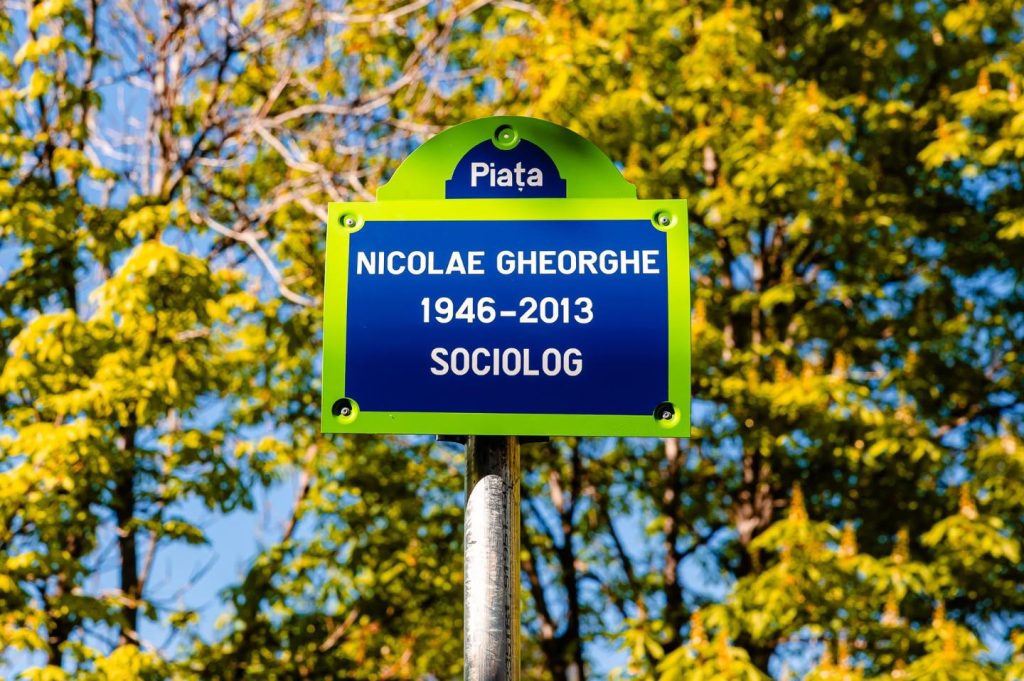 Piața
NICOLAE GHEORGHE
1946-2013
SOCIOLOG